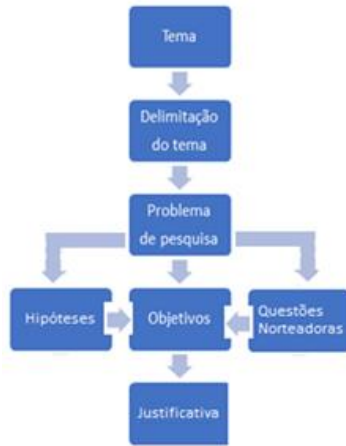 Tema
Delimitação
do tema
Problema
de pesquisa
Hipóteses
Objetivos
Questões
Norteadoras
Justificativa